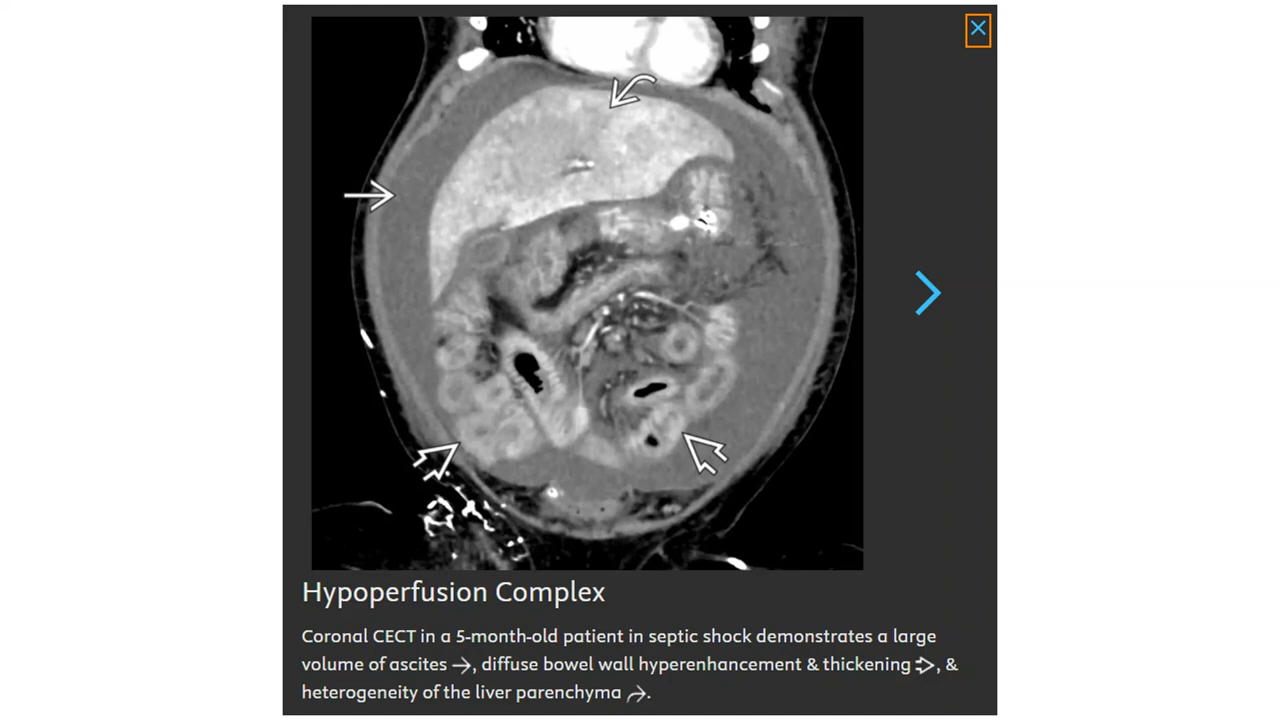 Hypoperfusion Complex
Coronal CECT in a 5-month-old patient in septic shock demonstrates a large
volume of ascites →, diffuse bowel wall hyperenhancement & thickening ⇨, &
heterogeneity of the liver parenchyma ↷.